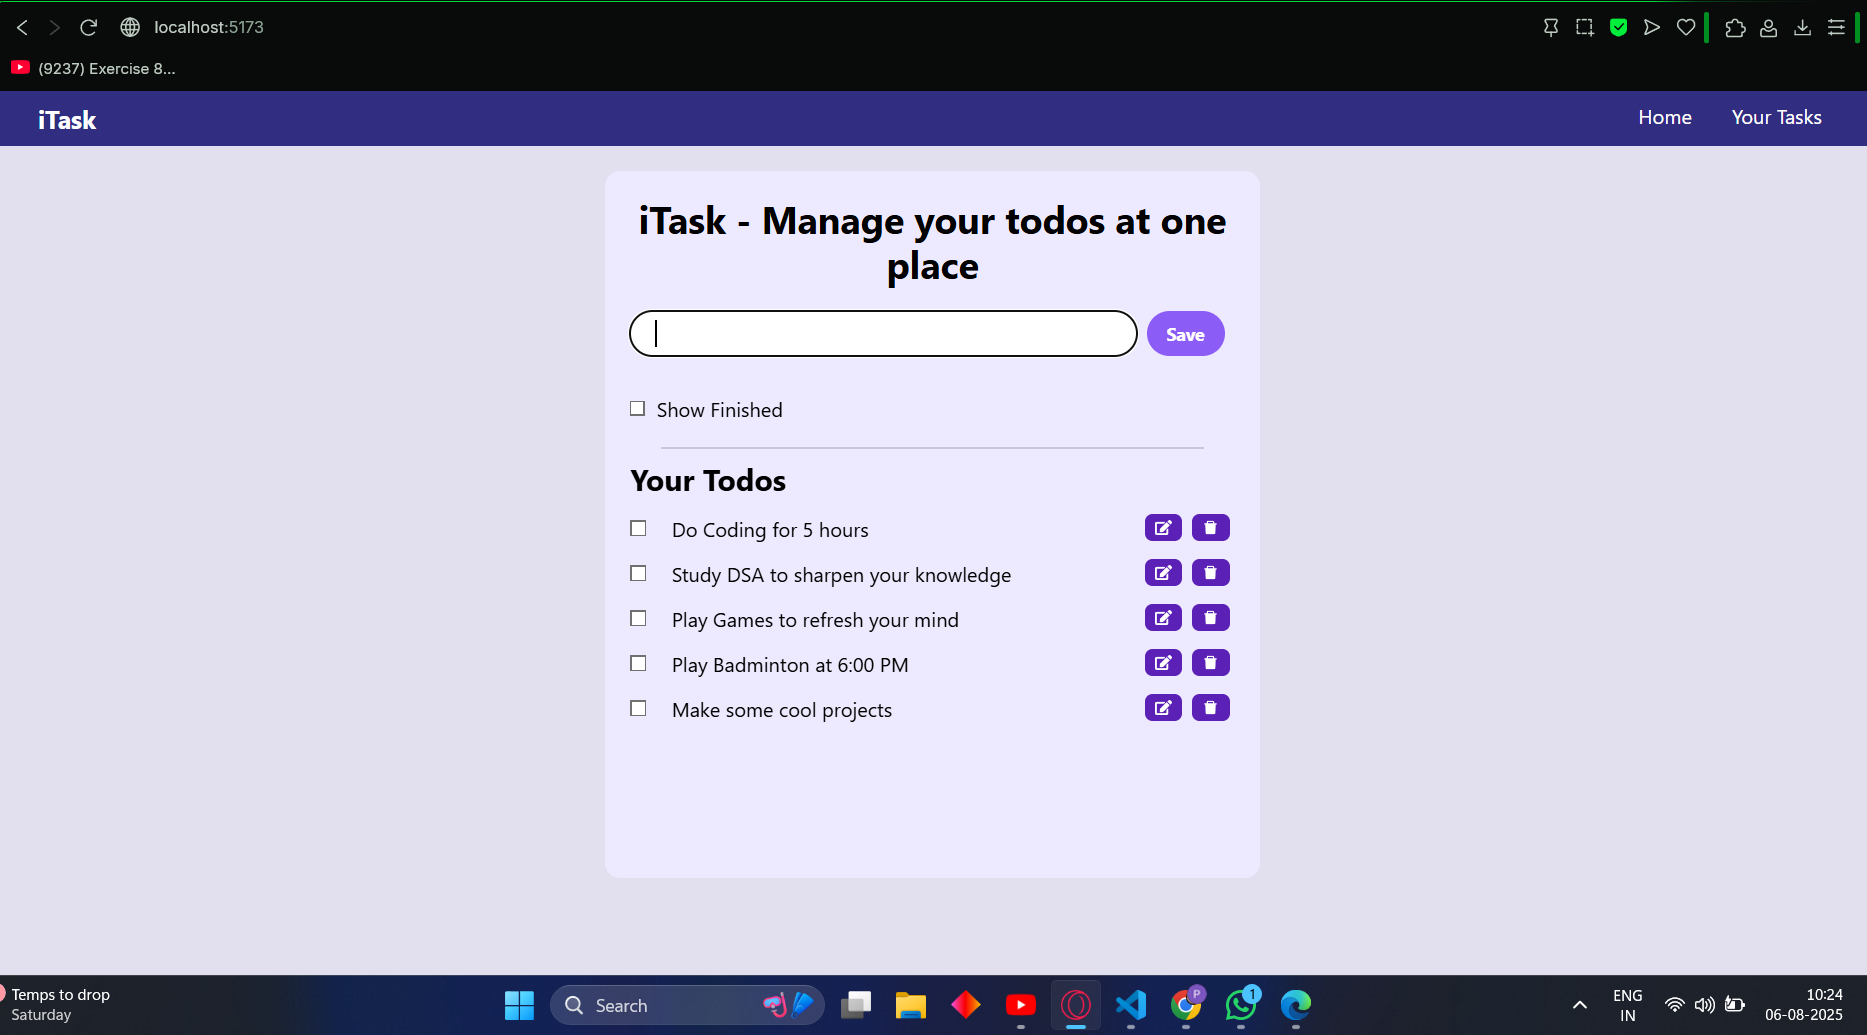 localhost:5173
(9237) Exercise 8...
iTask
Home
Your Tasks
iTask - Manage your todos at one
place
Save
Show Finished
Your Todos
Do Coding for 5 hours
Study DSA to sharpen your knowledge
Play Games to refresh your mind
Play Badminton at 6:00 PM
Make some cool projects
Temps to drop
Saturday
Search
P
1
ENG
IN
10:24
06-08-2025